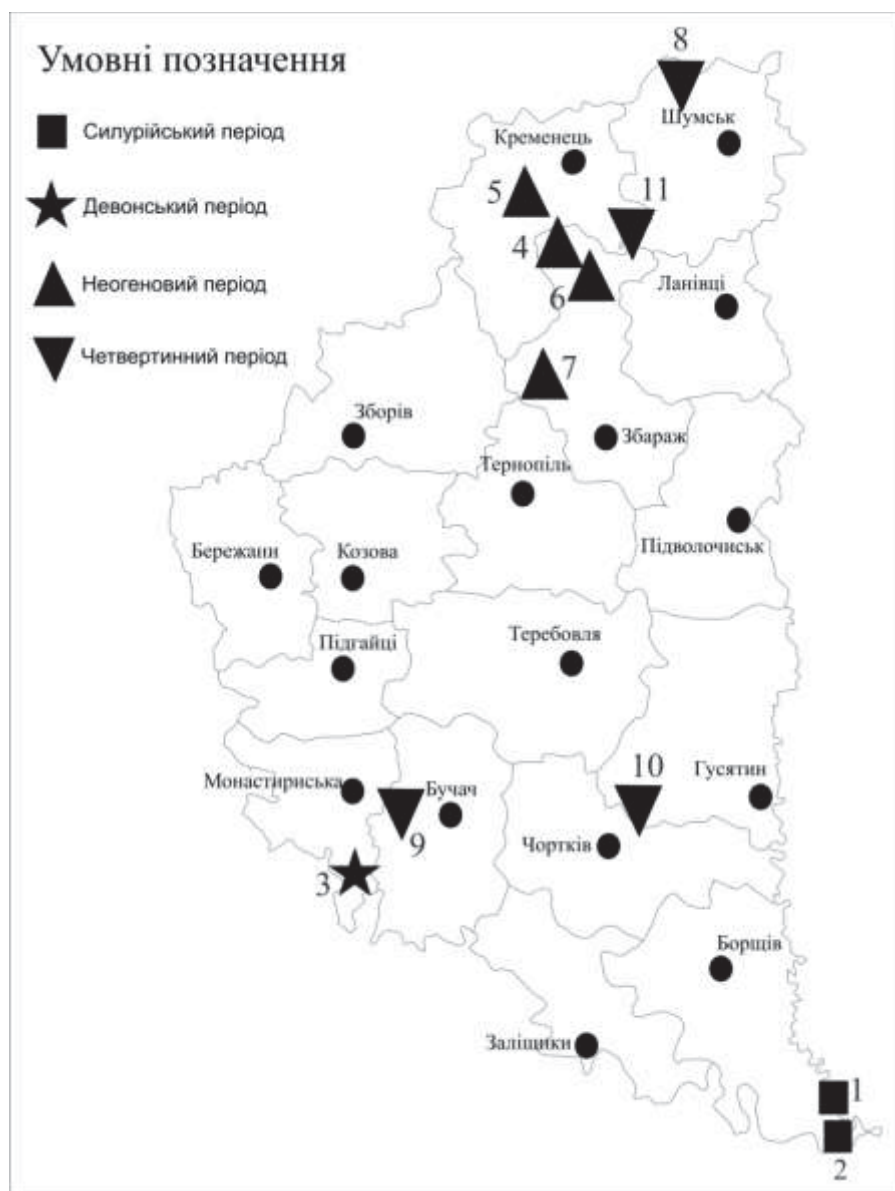 Умовні позначення
Силурійський період
Девонський період
Неогеновий період
Четвертинний період
8
Шумськ
Кременець
5
11
4
6
Ланівці
7
Зборів
Збараж
Тернопіль
Бережани
Козова
Підволочиськ
Підгайці
Теребовля
Монастириська
Бучач
10
Гусятин
9
Чортків
3
Борщів
Заліщики
1
2